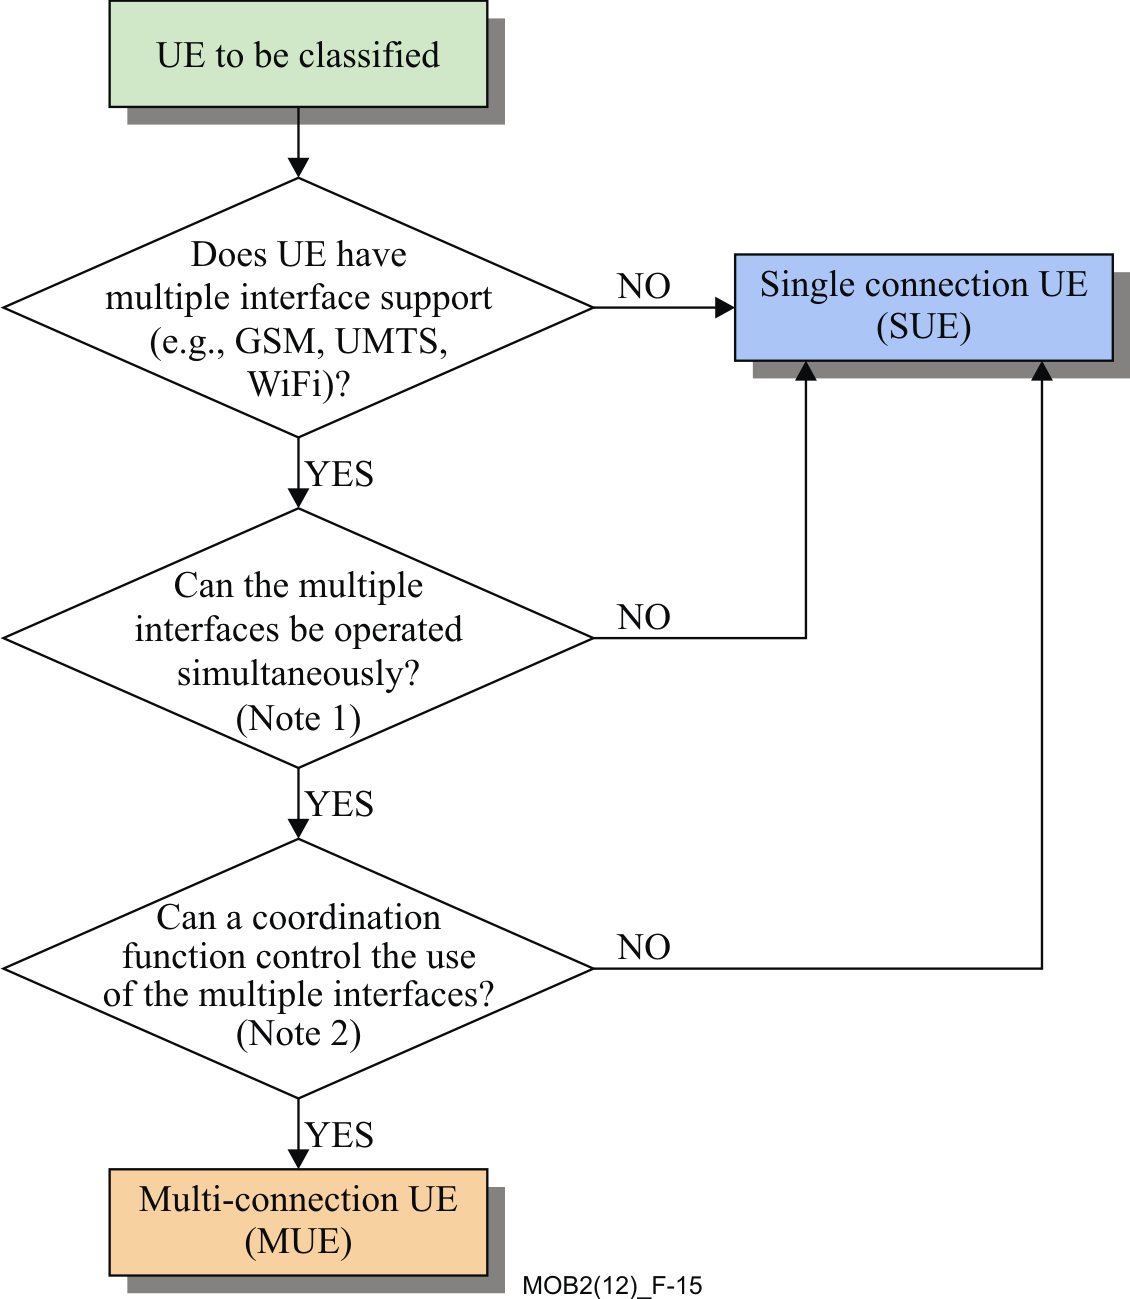 UE to be classified
Does UE have
multiple interface support
(e.g., GSM, UMTS,
WiFi)?
NO
Single connection UE
(SUE)
YES
Can the multiple
interfaces be operated
simultaneously?
(Note 1)
NO
YES
Can a coordination
function control the use
of the multiple interfaces?
(Note 2)
NO
YES
Multi-connection UE
(MUE)
MOB2(12)_F-15